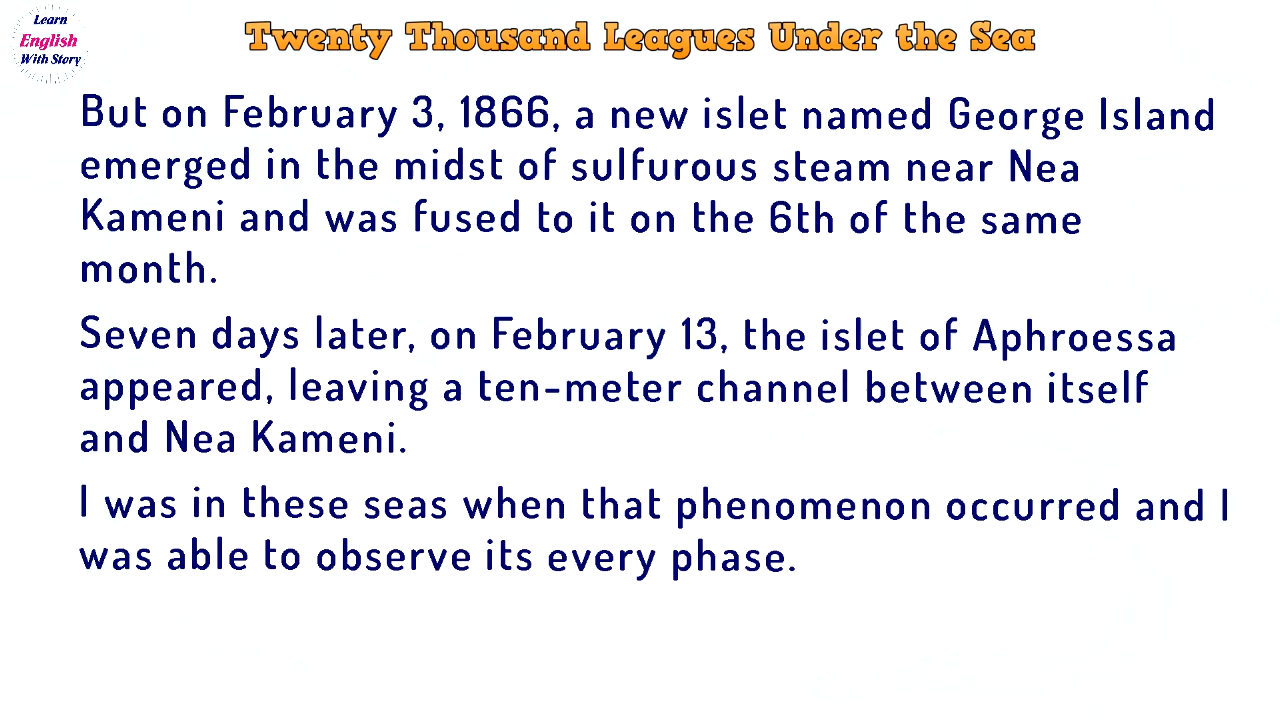 Learn
English
With Story
Twenty Thousand Leagues Under the Sea
But on February 3, 1866, a new islet named George Island
emerged in the midst of sulfurous steam near Nea
Kameni and was fused to it on the 6th of the same
month.
Seven days later, on February 13, the islet of Aphroessa
appeared, leaving a ten-meter channel between itself
and Nea Kameni.
I was in these seas when that phenomenon occurred and I
was able to observe its every phase.